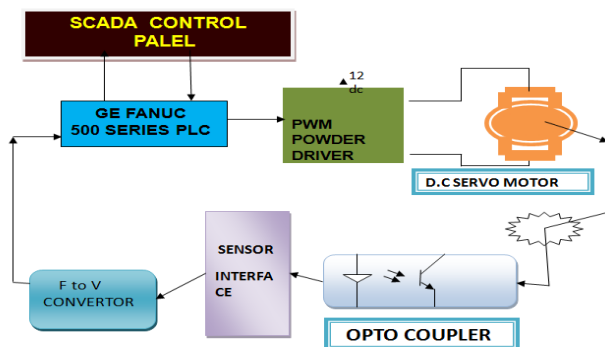 SCADA CONTROL
PALEL
GE FANUC
500 SERIES PLC
12
dc
PWM
POWDER
DRIVER
D.C SERVO MOTOR
SENSOR
INTERFA
CE
F to V
CONVERTOR
OPTO COUPLER